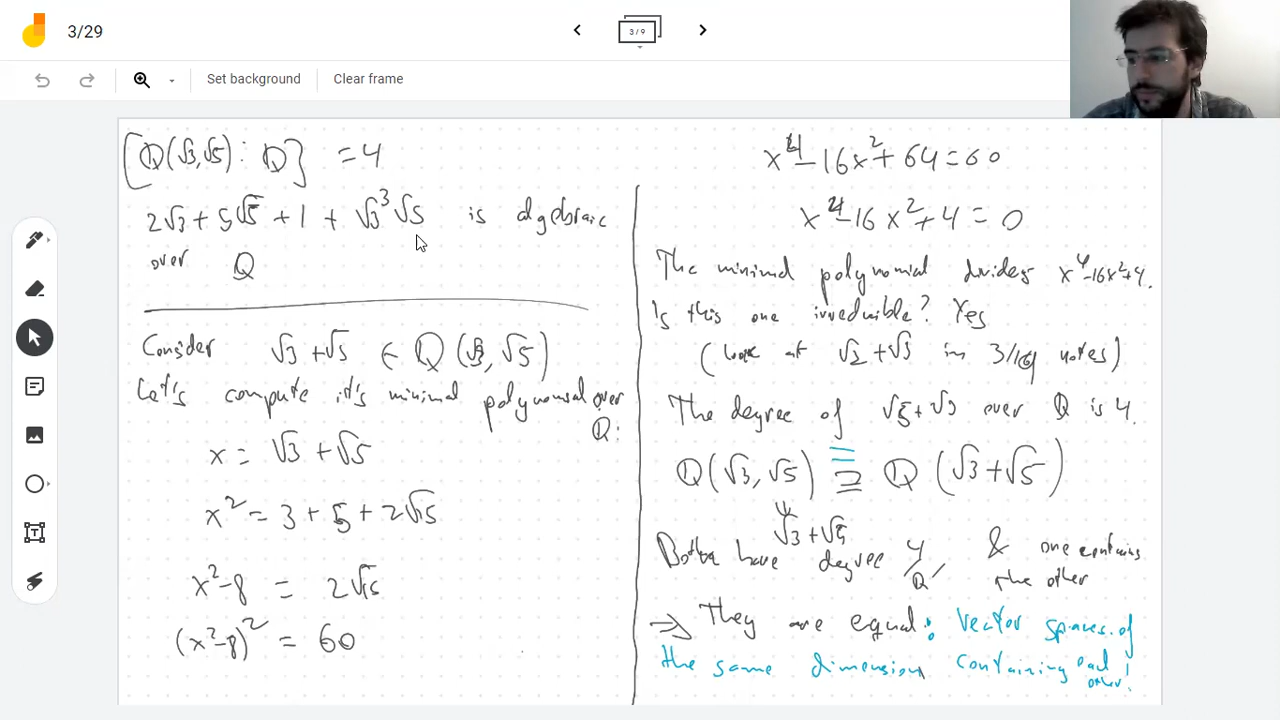 3/29
3/9
Set background
Clear frame
[Q(√3,√5) : Q] = 4
2√3 + 5√5 + 1 + √3³√5 is algebraic
over Q
Consider √3 + √5 ∈ Q(√3, √5)
Let's compute it's minimal polynomial over
Q:
x = √3 + √5
x² = 3 + 5 + 2√15
x² - 8 = 2√15
(x² - 8)² = 60
x⁴ - 16x² + 64 = 60
x⁴ - 16x² + 4 = 0
The minimal polynomial divides x⁴-16x²+4.
Is this one irreducible? Yes
(look at √2 + √3 in 3/16 notes)
The degree of √5 + √3 over Q is 4.
Q(√3, √5) ⊇ Q(√3 + √5)
√3 + √5
Both have degree 4 /Q & one contains
the other
⇒ They are equal: vector spaces of
the same dimension containing each
other!